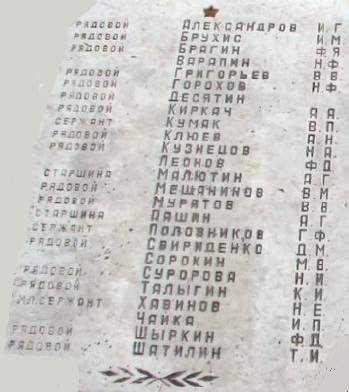 РЯДОВОЙ АЛЕКСАНДРОВ И. Г.
РЯДОВОЙ БРУХИС И. М.
РЯДОВОЙ БРАГИН Ф. Я.
ВАРАПИН Н. Ф.
РЯДОВОЙ ГРИГОРЬЕВ В. В.
РЯДОВОЙ ГОРОХОВ Н. Ф.
РЯДОВОЙ ДЕСЯТИН
РЯДОВОЙ КИРКАЧ А. А.
СЕРЖАНТ КУМАК В. П.
РЯДОВОЙ КЛЮЕВ А. Н.
РЯДОВОЙ КУЗНЕЦОВ Н. А.
ЛЕОНОВ Ф. Д.
СТАРШИНА МАЛЮТИН А. Г.
РЯДОВОЙ МЕЩАНИНОВ В. И.
РЯДОВОЙ МУРАТОВ В. В.
СТАРШИНА ПАШИН А. Г.
СЕРЖАНТ ПОЛОЗНИКОВ Г. Ф.
РЯДОВОЙ СВИРИДЕНКО Д. М.
СОРОКИН М. В.
РЯДОВОЙ СУРОРОВА Н. И.
РЯДОВОЙ ТАЛЫГИН К. И.
МЛ. СЕРЖАНТ ХАВИНОВ Н. Е.
ЧАЙКА И. П.
РЯДОВОЙ ШЫРКИН Ф. Д.
РЯДОВОЙ ШАТИЛИН Т. И.